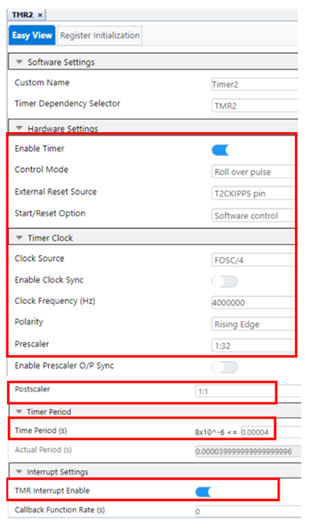 TMR2 ×
Easy View Register Initialization
Software Settings
Custom Name Timer2
Timer Dependency Selector TMR2
Hardware Settings
Enable Timer
Control Mode Roll over pulse
External Reset Source T2CKIPPS pin
Start/Reset Option Software control
Timer Clock
Clock Source FOSC/4
Enable Clock Sync
Clock Frequency (Hz) 4000000
Polarity Rising Edge
Prescaler 1:32
Enable Prescaler O/P Sync
Postscaler 1:1
Timer Period
Time Period (s) 8x10^-6 <= 0.00004
Actual Period (s) 0.000039999999999999996
Interrupt Settings
TMR Interrupt Enable
Callback Function Rate (s) 0